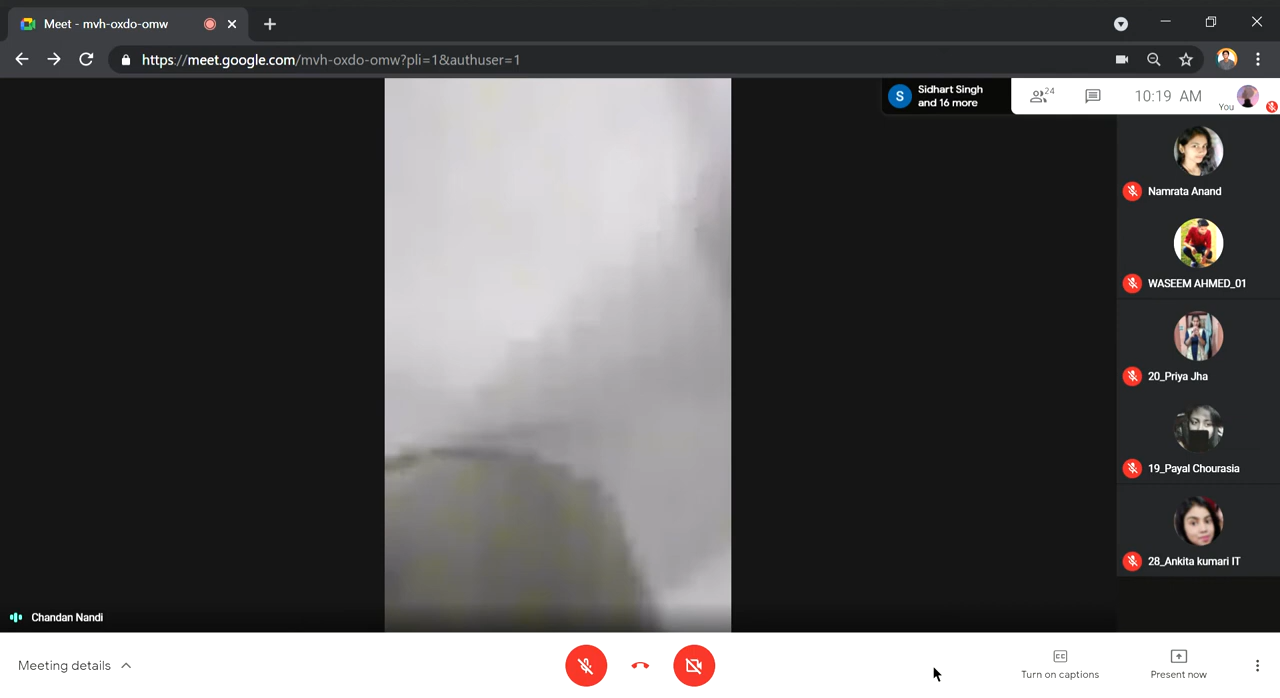 Meet - mvh-oxdo-omw
https://meet.google.com/mvh-oxdo-omw?pli=1&authuser=1
S
Sidhart Singh
and 16 more
24
10:19 AM
You
Namrata Anand
WASEEM AHMED_01
20_Priya Jha
19_Payal Chourasia
28_Ankita kumari IT
Chandan Nandi
Meeting details
CC
Turn on captions
Present now